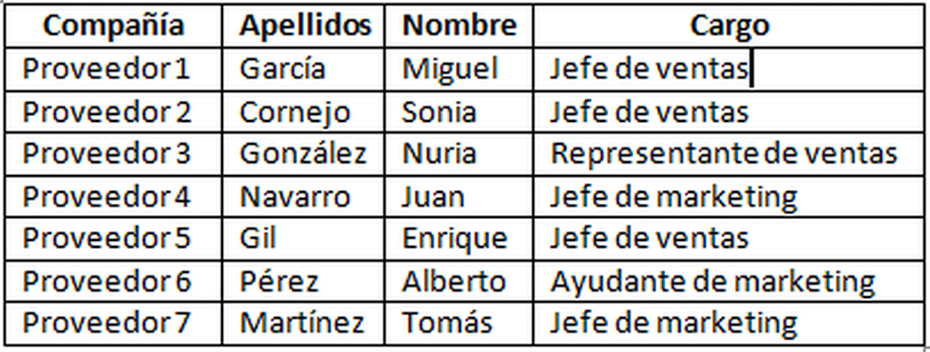 Compañía Apellidos Nombre Cargo
Proveedor 1 García Miguel Jefe de ventas
Proveedor 2 Cornejo Sonia Jefe de ventas
Proveedor 3 González Nuria Representante de ventas
Proveedor 4 Navarro Juan Jefe de marketing
Proveedor 5 Gil Enrique Jefe de ventas
Proveedor 6 Pérez Alberto Ayudante de marketing
Proveedor 7 Martínez Tomás Jefe de marketing